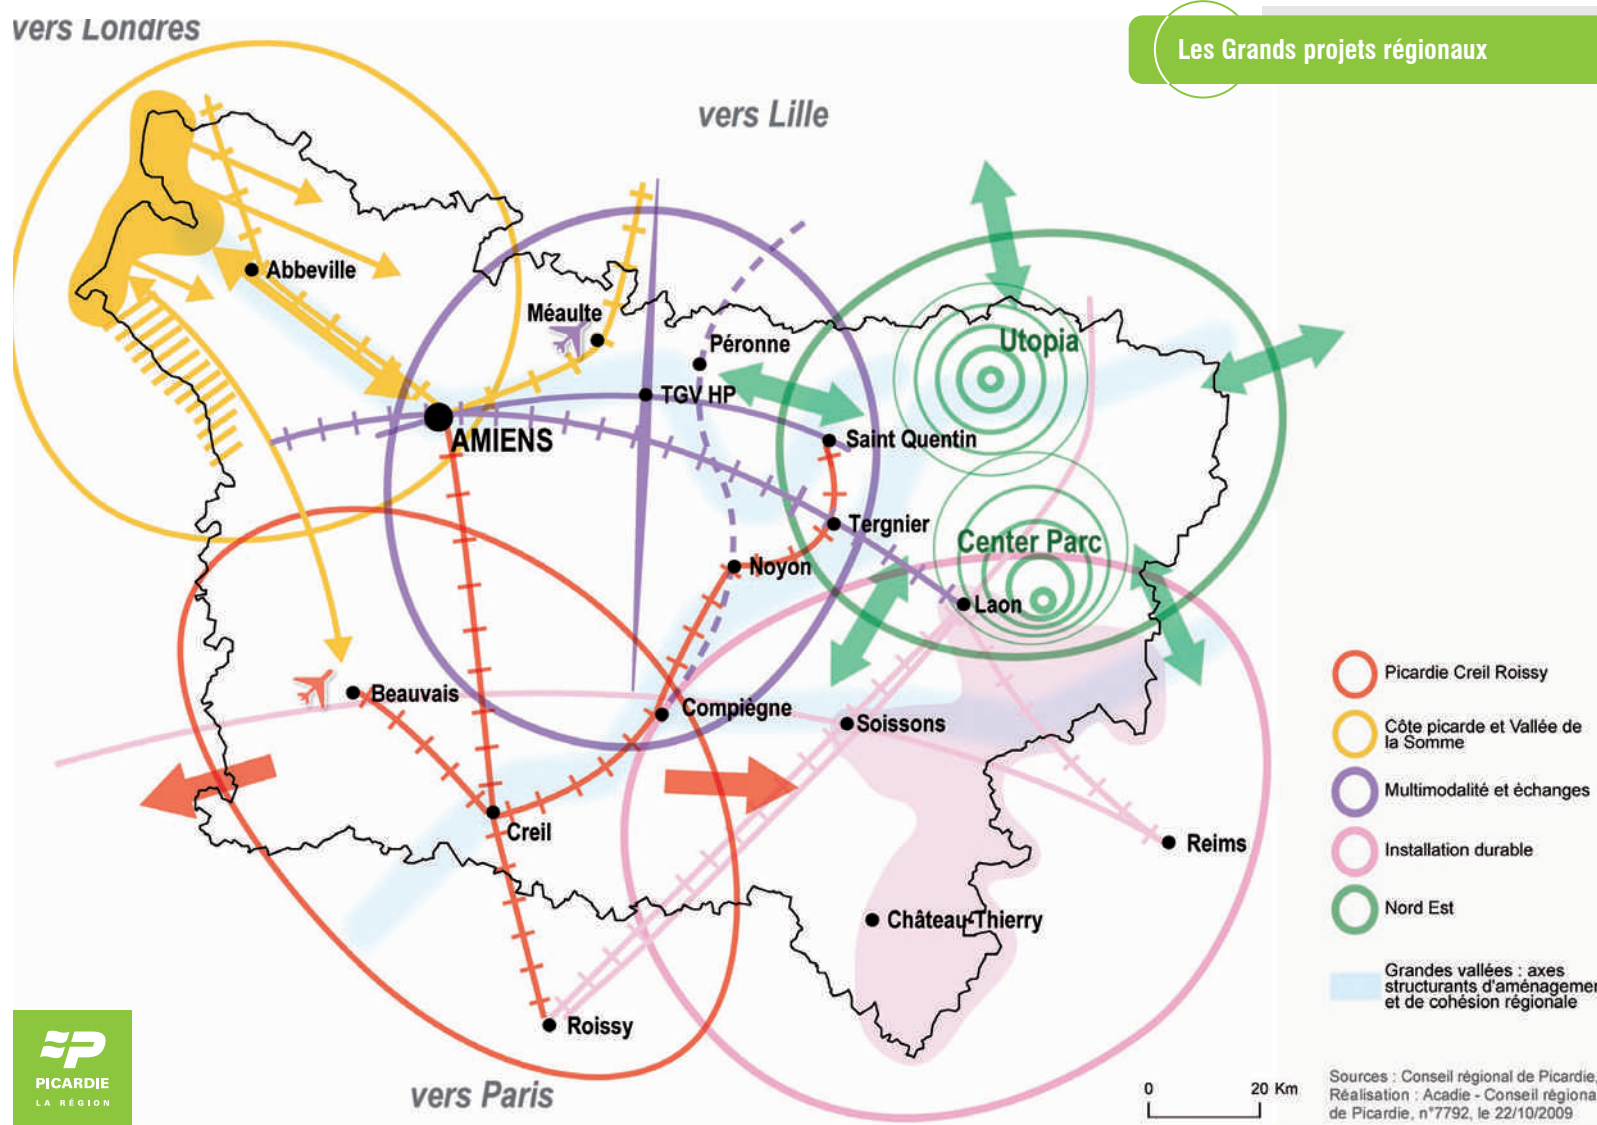 vers Londres
Les Grands projets régionaux
vers Lille
Abbeville
Méaulte
Péronne
Utopia
TGV HP
AMIENS
Saint Quentin
Tergnier
Center Parc
Noyon
Laon
Beauvais
Compiègne
Soissons
Creil
Reims
Château-Thierry
Roissy
vers Paris
Picardie Creil Roissy
Côte picarde et Vallée de
la Somme
Multimodalité et échanges
Installation durable
Nord Est
Grandes vallées : axes
structurants d'aménagemen
et de cohésion régionale
0 20 Km
Sources : Conseil régional de Picardie,
Réalisation : Acadie - Conseil régiona
de Picardie, n°7792, le 22/10/2009
PICARDIE
LA RÉGION